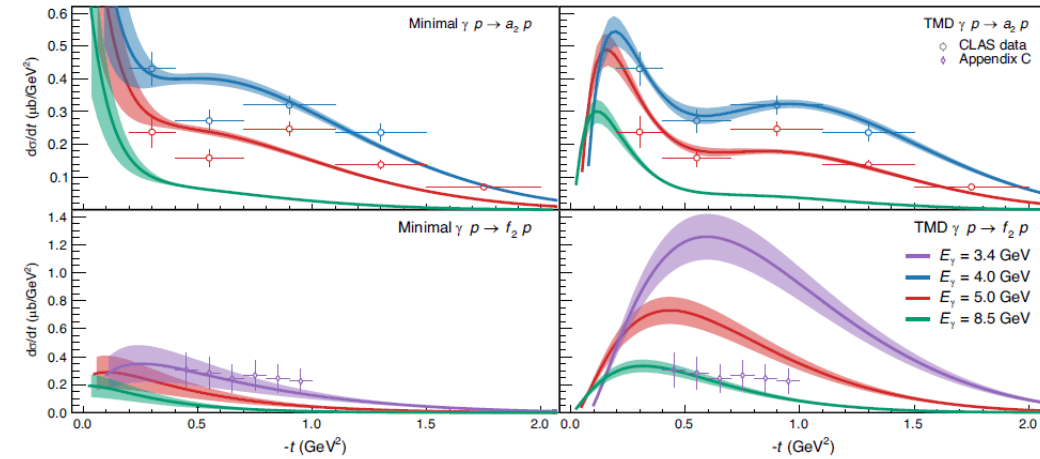 Minimal γ p → a₂ p
TMD γ p → a₂ p
CLAS data
Appendix C
dσ/dt (μb/GeV²)
0.6
0.5
0.4
0.3
0.2
0.1
Minimal γ p → f₂ p
TMD γ p → f₂ p
Eγ = 3.4 GeV
Eγ = 4.0 GeV
Eγ = 5.0 GeV
Eγ = 8.5 GeV
dσ/dt (μb/GeV²)
1.4
1.2
1.0
0.8
0.6
0.4
0.2
0.0
0.0 0.5 1.0 1.5 2.0
0.0 0.5 1.0 1.5 2.0
-t (GeV²)
-t (GeV²)